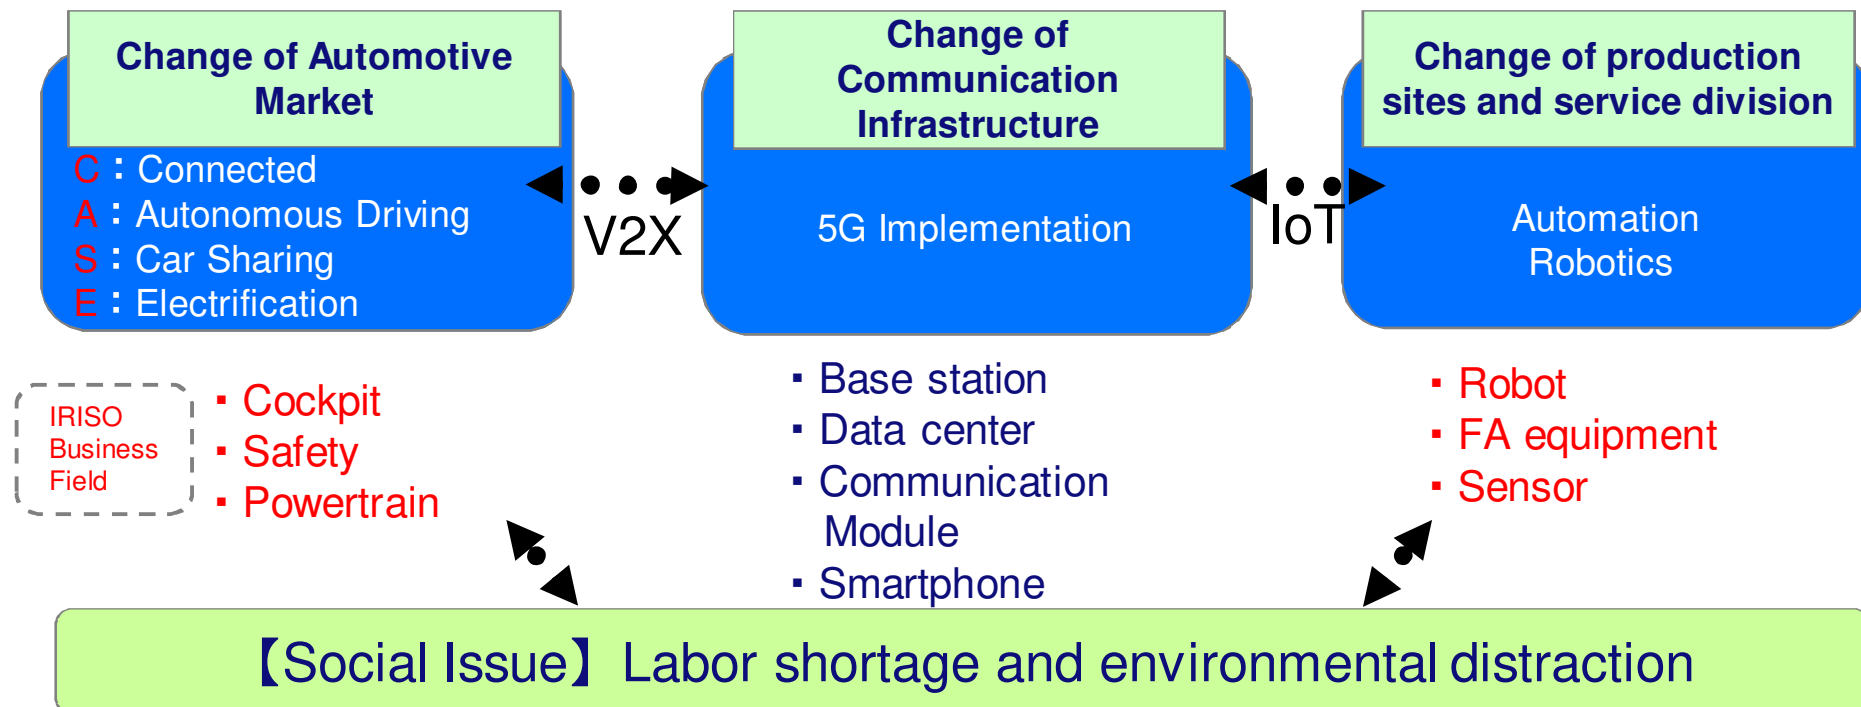 Change of Automotive
Market
C：Connected
A：Autonomous Driving
S：Car Sharing
E：Electrification
V2X
Change of
Communication
Infrastructure
5G Implementation
IoT
Change of production
sites and service division
Automation
Robotics
IRISO
Business
Field
・Cockpit
・Safety
・Powertrain
・Base station
・Data center
・Communication
Module
・Smartphone
・Robot
・FA equipment
・Sensor
【Social Issue】Labor shortage and environmental distraction